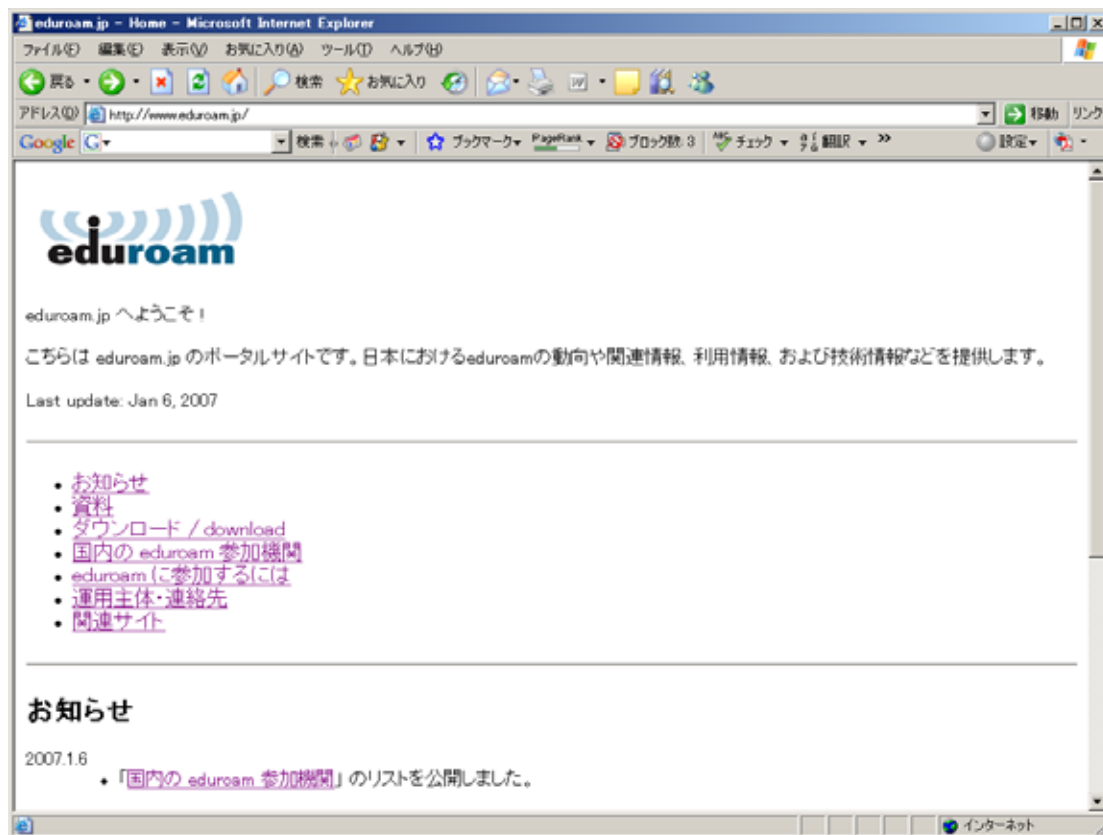 eduroam.jp - Home - Microsoft Internet Explorer
ファイル(F) 編集(E) 表示(V) お気に入り(A) ツール(T) ヘルプ(H)
戻る 検索 お気に入り
アドレス(D) http://www.eduroam.jp/ 移動 リンク
Google G 検索 ブックマーク PageRank ブロック数: 3 チェック 翻訳 » 設定
eduroam
eduroam.jp へようこそ！
こちらは eduroam.jp のポータルサイトです。日本におけるeduroamの動向や関連情報、利用情報、および技術情報などを提供します。
Last update: Jan 6, 2007
• お知らせ
• 資料
• ダウンロード / download
• 国内の eduroam 参加機関
• eduroam に参加するには
• 運用主体・連絡先
• 関連サイト
お知らせ
2007.1.6
• 「国内の eduroam 参加機関」のリストを公開しました。
インターネット